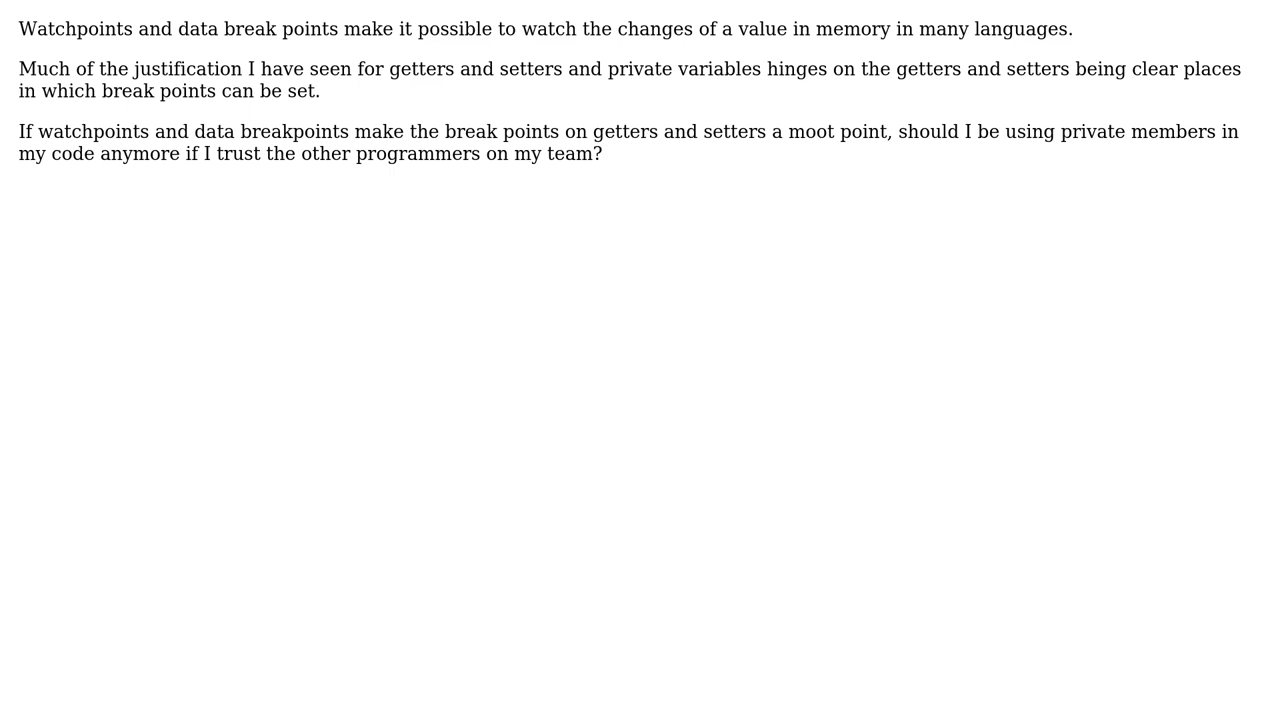 Watchpoints and data break points make it possible to watch the changes of a value in memory in many languages.
Much of the justification I have seen for getters and setters and private variables hinges on the getters and setters being clear places
in which break points can be set.
If watchpoints and data breakpoints make the break points on getters and setters a moot point, should I be using private members in
my code anymore if I trust the other programmers on my team?